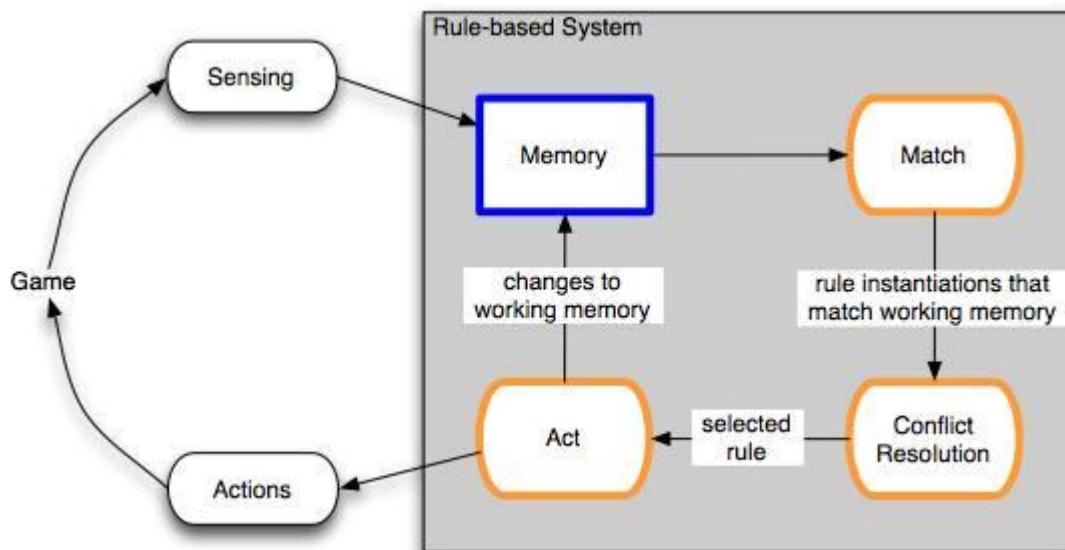 Rule-based System
Sensing
Memory
Match
Game
changes to
working memory
rule instantiations that
match working memory
Act
selected
rule
Conflict
Resolution
Actions